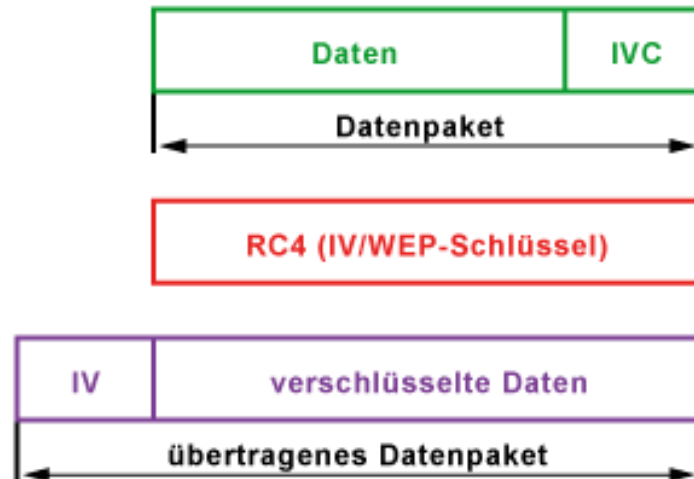 Daten IVC
Datenpaket
RC4 (IV/WEP-Schlüssel)
IV verschlüsselte Daten
übertragenes Datenpaket